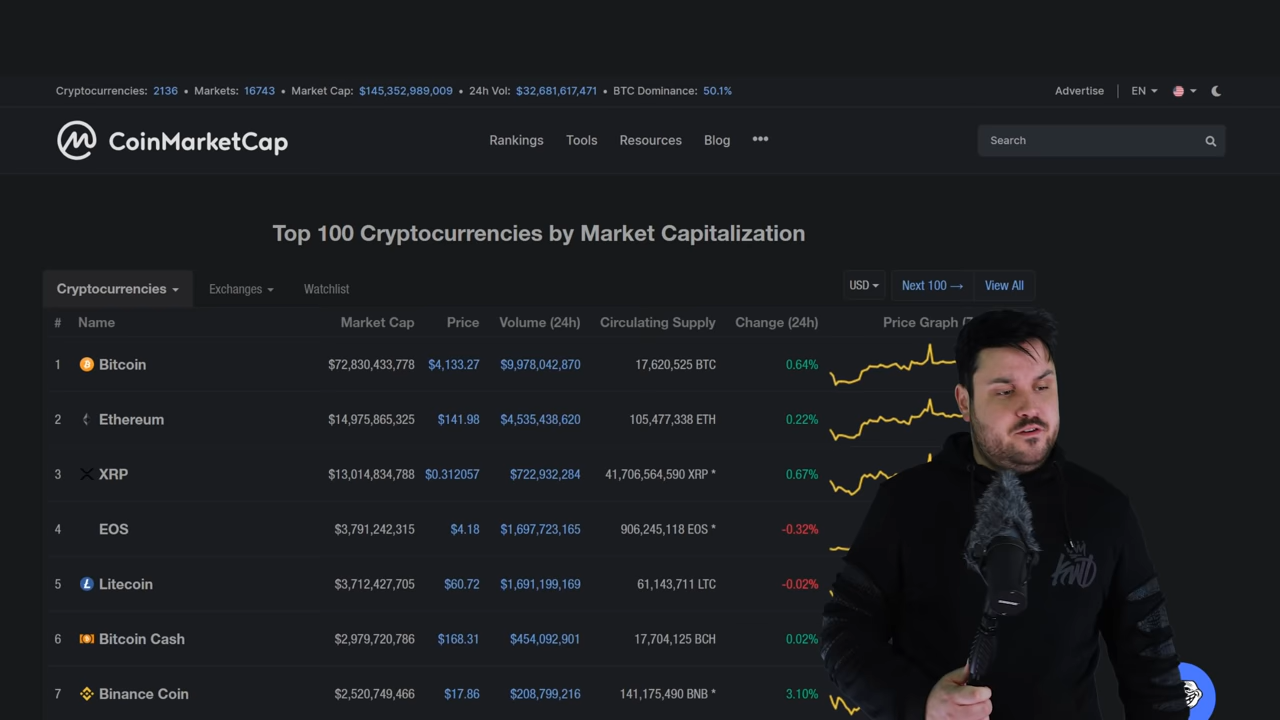 Cryptocurrencies: 2136 • Markets: 16743 • Market Cap: $145,352,989,009 • 24h Vol: $32,681,617,471 • BTC Dominance: 50.1% Advertise EN
CoinMarketCap Rankings Tools Resources Blog ••• Search
Top 100 Cryptocurrencies by Market Capitalization
Cryptocurrencies Exchanges Watchlist USD Next 100 → View All
# Name Market Cap Price Volume (24h) Circulating Supply Change (24h) Price Graph
1 Bitcoin $72,830,433,778 $4,133.27 $9,978,042,870 17,620,525 BTC 0.64%
2 Ethereum $14,975,865,325 $141.98 $4,535,438,620 105,477,338 ETH 0.22%
3 XRP $13,014,834,788 $0.312057 $722,932,284 41,706,564,590 XRP * 0.67%
4 EOS $3,791,242,315 $4.18 $1,697,723,165 906,245,118 EOS * -0.32%
5 Litecoin $3,712,427,705 $60.72 $1,691,199,169 61,143,711 LTC -0.02%
6 Bitcoin Cash $2,979,720,786 $168.31 $454,092,901 17,704,125 BCH 0.02%
7 Binance Coin $2,520,749,466 $17.86 $208,799,216 141,175,490 BNB * 3.10%
KWD